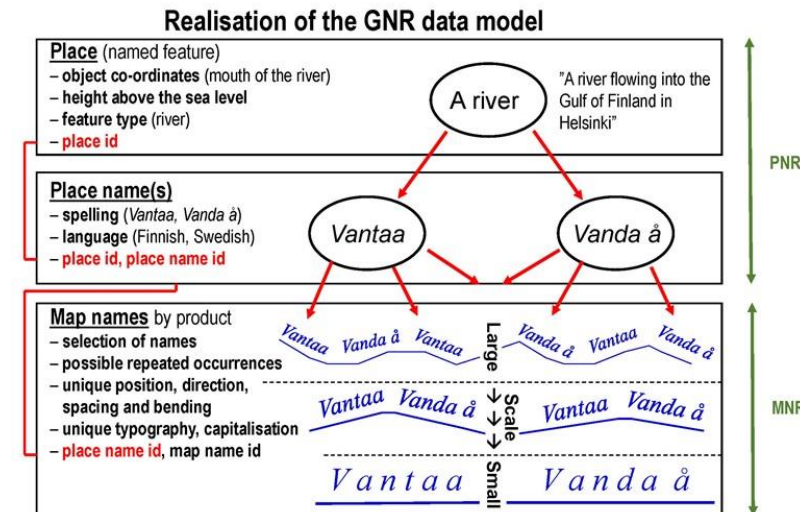 Realisation of the GNR data model
Place (named feature)
– object co-ordinates (mouth of the river)
– height above the sea level
– feature type (river)
– place id
A river
"A river flowing into the
Gulf of Finland in
Helsinki"
PNR
Place name(s)
– spelling (Vantaa, Vanda å)
– language (Finnish, Swedish)
– place id, place name id
Vantaa
Vanda å
Map names by product
– selection of names
– possible repeated occurrences
– unique position, direction,
spacing and bending
– unique typography, capitalisation
– place name id, map name id
Vantaa Vanda å Vantaa
Vanda å Vantaa Vanda å
Vantaa Vanda å
Vantaa Vanda å
Vantaa
Vanda å
Large
→ → → →
Scale
Small
MNR